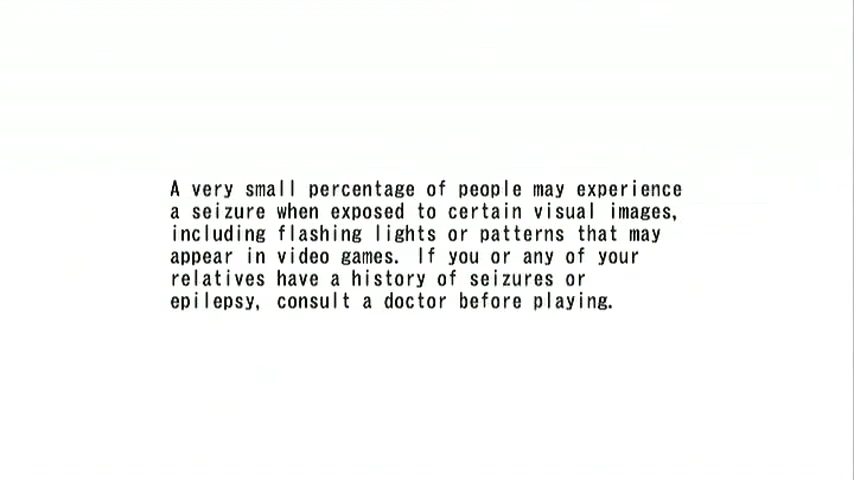 A very small percentage of people may experience
a seizure when exposed to certain visual images,
including flashing lights or patterns that may
appear in video games. If you or any of your
relatives have a history of seizures or
epilepsy, consult a doctor before playing.